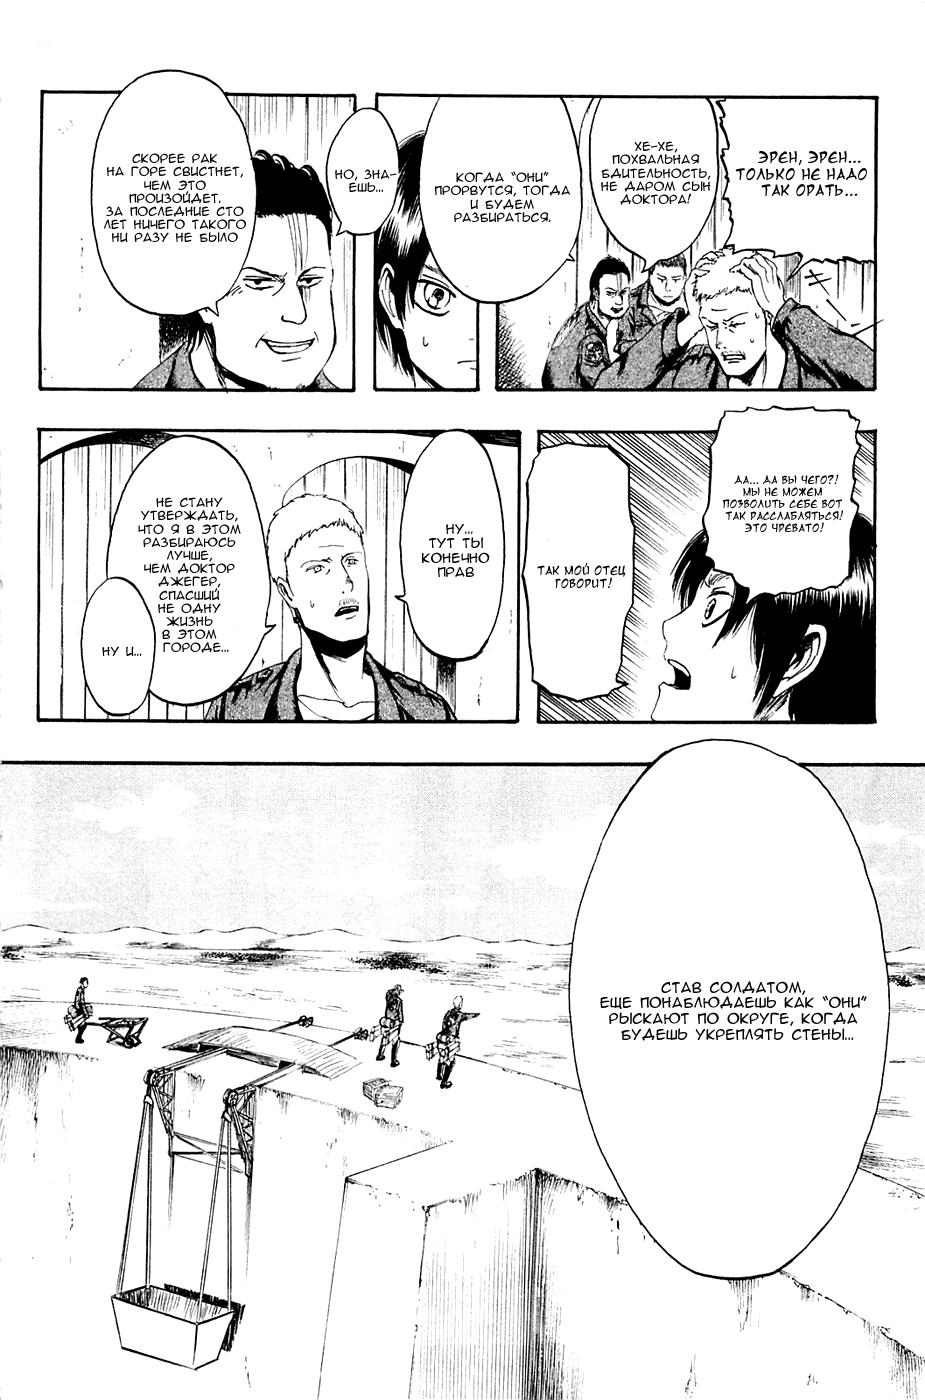 ЭРЕН, ЭРЕН...
ТОЛЬКО НЕ НАДО
ТАК ОРАТЬ...
ХЕ-ХЕ,
ПОХВАЛЬНАЯ
БДИТЕЛЬНОСТЬ,
НЕ ДАРОМ СЫН
ДОКТОРА!
КОГДА "ОНИ"
ПРОРВУТСЯ, ТОГДА
И БУДЕМ
РАЗБИРАТЬСЯ.
НО, ЗНА-
ЕШЬ...
СКОРЕЕ РАК
НА ГОРЕ СВИСТНЕТ,
ЧЕМ ЭТО
ПРОИЗОЙДЕТ.
ЗА ПОСЛЕДНИЕ СТО
ЛЕТ НИЧЕГО ТАКОГО
НИ РАЗУ НЕ БЫЛО
ДА... ДА ВЫ ЧЕГО?!
МЫ НЕ МОЖЕМ
ПОЗВОЛИТЬ СЕБЕ ВОТ
ТАК РАССЛАБЛЯТЬСЯ!
ЭТО ЧРЕВАТО!
ТАК МОЙ ОТЕЦ
ГОВОРИТ!
НУ...
ТУТ ТЫ
КОНЕЧНО
ПРАВ
НЕ СТАНУ
УТВЕРЖДАТЬ,
ЧТО Я В ЭТОМ
РАЗБИРАЮСЬ
ЛУЧШЕ,
ЧЕМ ДОКТОР
ДЖЕГЕР,
СПАСШИЙ
НЕ ОДНУ
ЖИЗНЬ
В ЭТОМ
ГОРОДЕ...
НУ И...
СТАВ СОЛДАТОМ,
ЕЩЕ ПОНАБЛЮДАЕШЬ КАК "ОНИ"
РЫСКАЮТ ПО ОКРУГЕ, КОГДА
БУДЕШЬ УКРЕПЛЯТЬ СТЕНЫ...